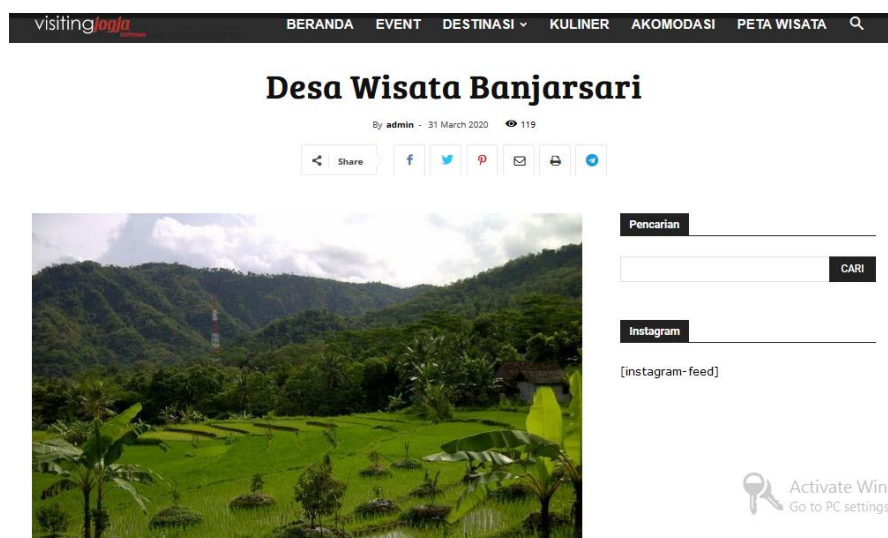 visitingjogja
BERANDA EVENT DESTINASI KULINER AKOMODASI PETA WISATA
Desa Wisata Banjarsari
By admin - 31 March 2020 119
Share
Pencarian
CARI
Instagram
[instagram-feed]
Activate Win
Go to PC settings